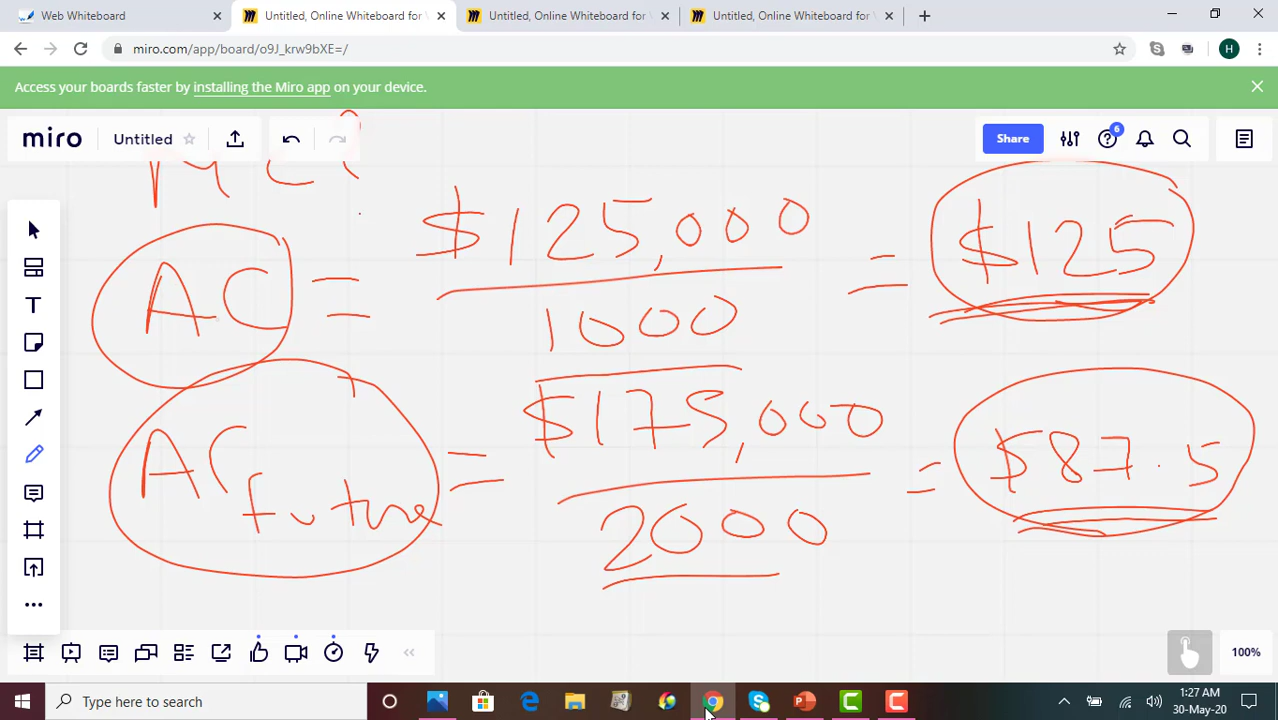 Web Whiteboard
Untitled, Online Whiteboard for V
Untitled, Online Whiteboard for V
Untitled, Online Whiteboard for V
miro.com/app/board/o9J_krw9bXE=/
H
Access your boards faster by installing the Miro app on your device.
miro
Untitled
Share
6
AC = $125,000 / 1000 = $125
AC future = $175,000 / 2000 = $87.5
100%
Type here to search
1:27 AM
30-May-20